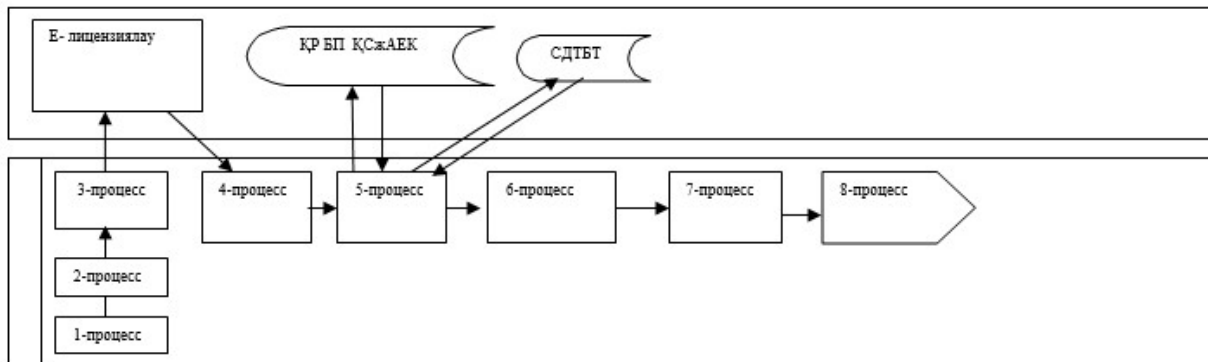 Е- лицензиялау
ҚР БП ҚСжАЕК
СДТБТ
3-процесс
4-процесс
5-процесс
6-процесс
7-процесс
8-процесс
2-процесс
1-процесс